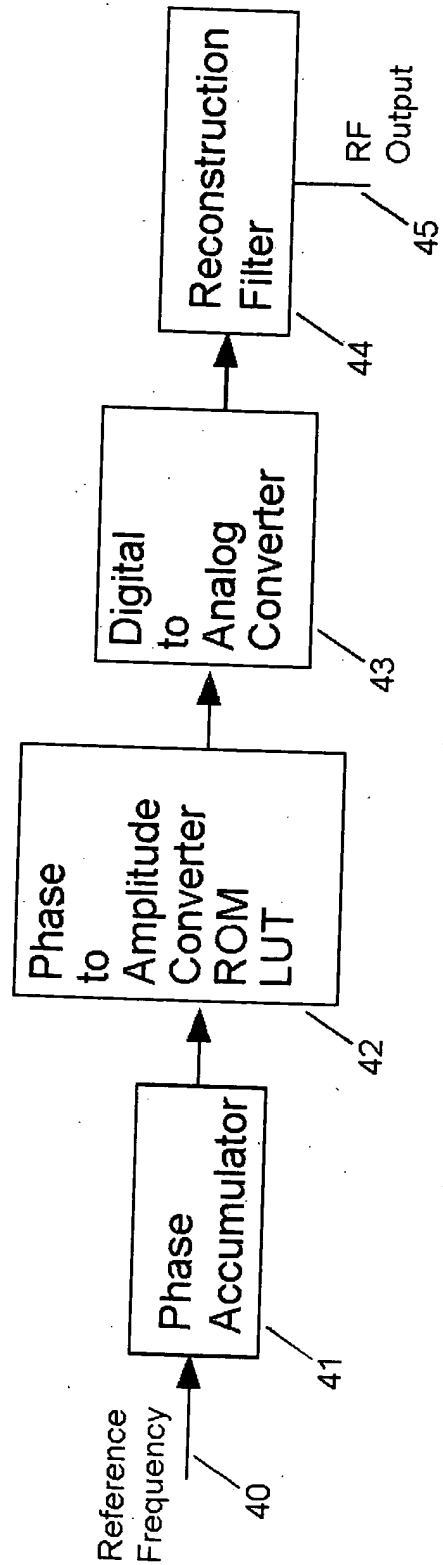 Reference
Frequency
40
Phase
Accumulator
41
Phase
to
Amplitude
Converter
ROM
LUT
42
Digital
to
Analog
Converter
43
Reconstruction
Filter
44
RF
Output
45